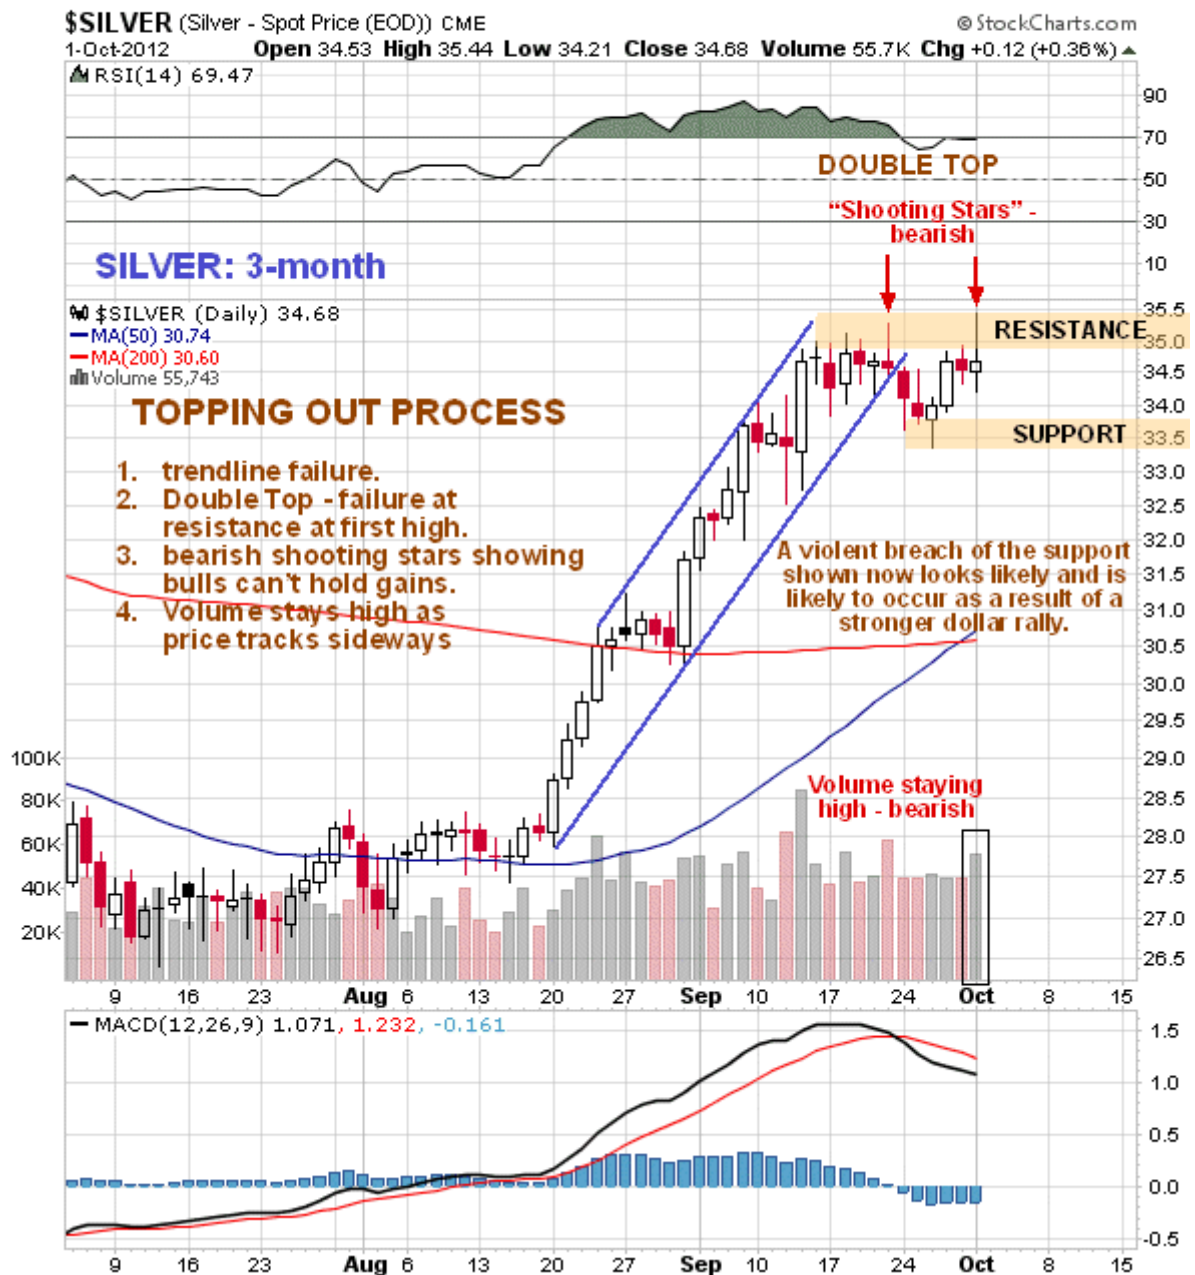 $SILVER (Silver - Spot Price (EOD)) CME
© StockCharts.com
1-Oct-2012
Open 34.53 High 35.44 Low 34.21 Close 34.68 Volume 55.7K Chg +0.12 (+0.36%)
RSI(14) 69.47
90
70
50
30
10
DOUBLE TOP
“Shooting Stars” -
bearish
SILVER: 3-month
$SILVER (Daily) 34.68
MA(50) 30.74
MA(200) 30.60
Volume 55,743
RESISTANCE
SUPPORT
TOPPING OUT PROCESS
1. trendline failure.
2. Double Top - failure at
resistance at first high.
3. bearish shooting stars showing
bulls can't hold gains.
4. Volume stays high as
price tracks sideways
A violent breach of the support
shown now looks likely and is
likely to occur as a result of a
stronger dollar rally.
Volume staying
high - bearish
35.5
35.0
34.5
34.0
33.5
33.0
32.5
32.0
31.5
31.0
30.5
30.0
29.5
29.0
28.5
28.0
27.5
27.0
26.5
100K
80K
60K
40K
20K
9 16 23 Aug 6 13 20 27 Sep 10 17 24 Oct 8 15
MACD(12,26,9) 1.071, 1.232, -0.161
1.5
1.0
0.5
0.0
-0.5
9 16 23 Aug 6 13 20 27 Sep 10 17 24 Oct 8 15